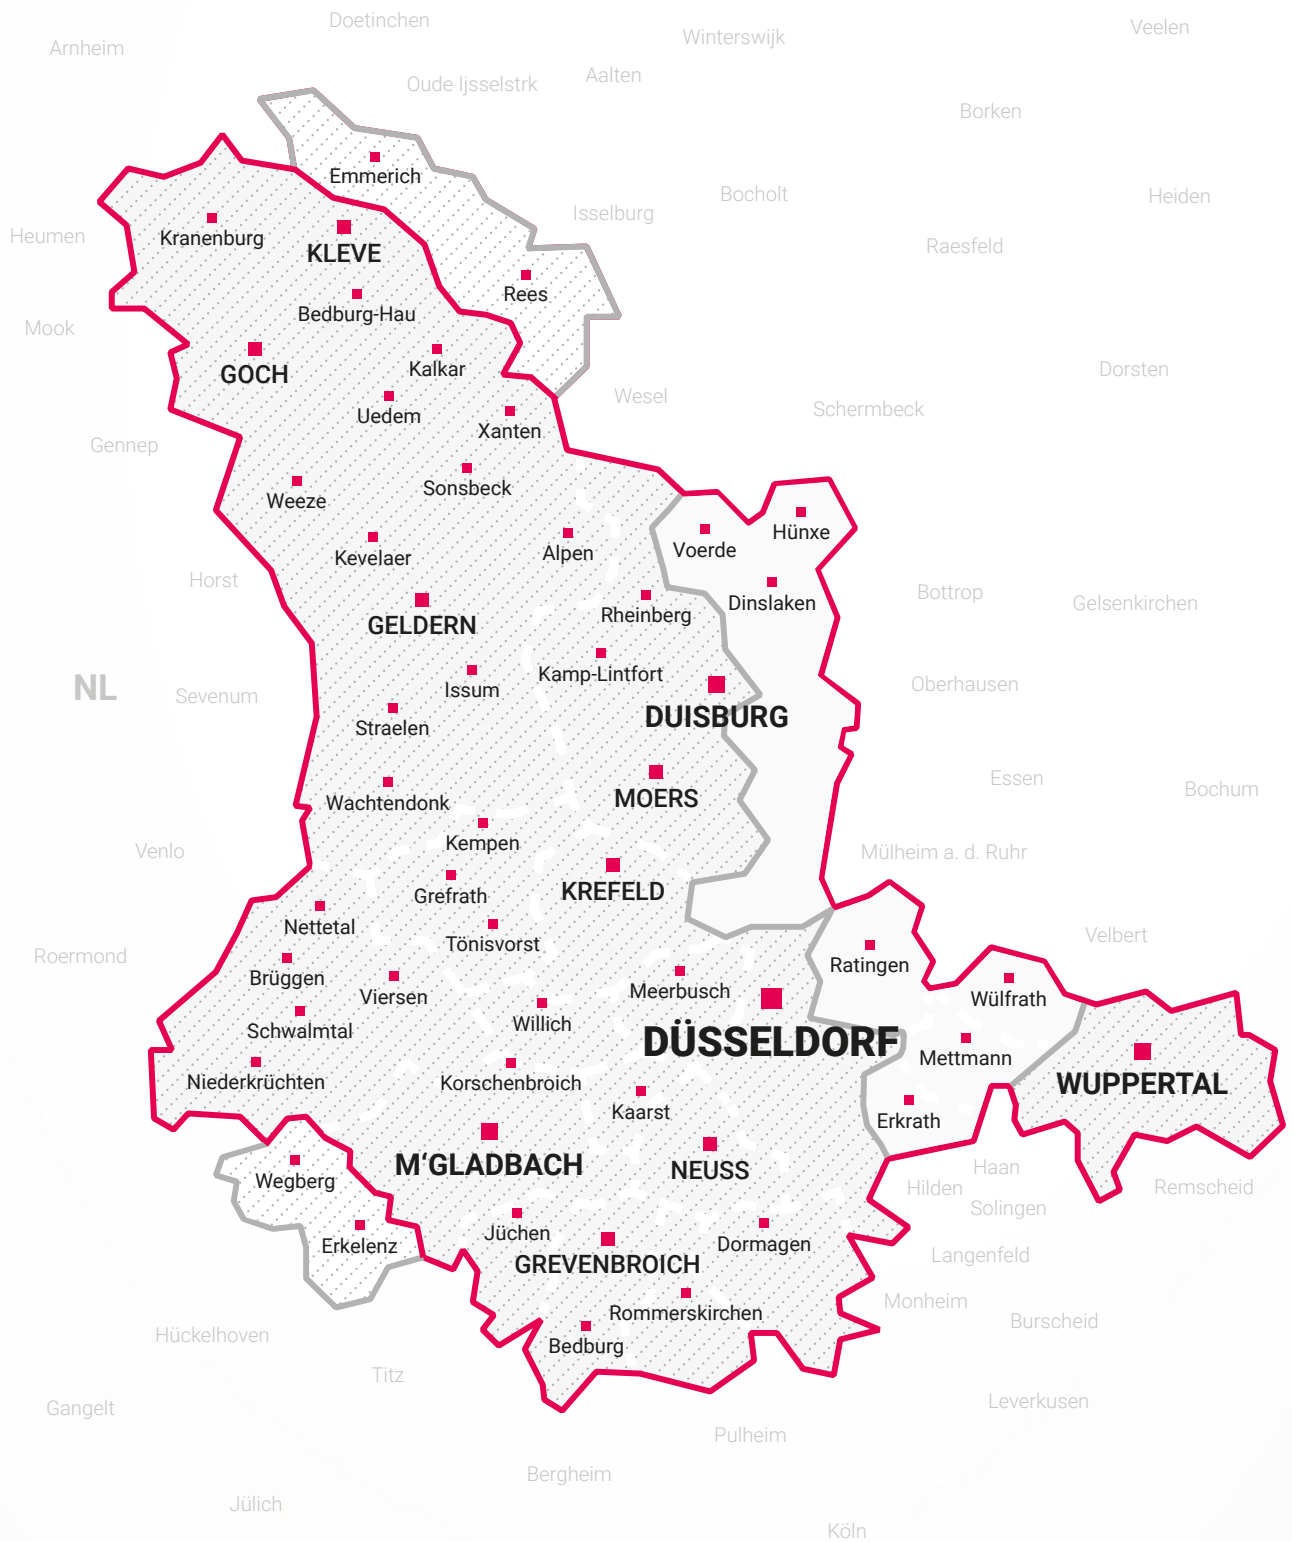 Doetinchen
Veelen
Winterswijk
Arnheim
Aalten
Oude Ijsselstrk
Borken
Emmerich
Bocholt
Heiden
Isselburg
Heumen
Kranenburg
KLEVE
Raesfeld
Rees
Bedburg-Hau
Mook
GOCH
Kalkar
Dorsten
Wesel
Uedem
Schermbeck
Xanten
Gennep
Sonsbeck
Weeze
Hünxe
Voerde
Alpen
Kevelaer
Horst
Bottrop
Gelsenkirchen
Dinslaken
Rheinberg
GELDERN
Kamp-Lintfort
Oberhausen
NL
Issum
Sevenum
DUISBURG
Straelen
Essen
Bochum
MOERS
Wachtendonk
Kempen
Venlo
Mülheim a. d. Ruhr
KREFELD
Grefrath
Nettetal
Velbert
Tönisvorst
Roermond
Ratingen
Brüggen
Meerbusch
Viersen
Wülfrath
Willich
Schwalmtal
DÜSSELDORF
Mettmann
Niederkrüchten
Korschenbroich
WUPPERTAL
Kaarst
Erkrath
M‘GLADBACH
Haan
NEUSS
Wegberg
Hilden
Remscheid
Solingen
Jüchen
Dormagen
Erkelenz
Langenfeld
GREVENBROICH
Monheim
Rommerskirchen
Burscheid
Hückelhoven
Bedburg
Titz
Leverkusen
Gangelt
Pulheim
Bergheim
Jülich
Köln